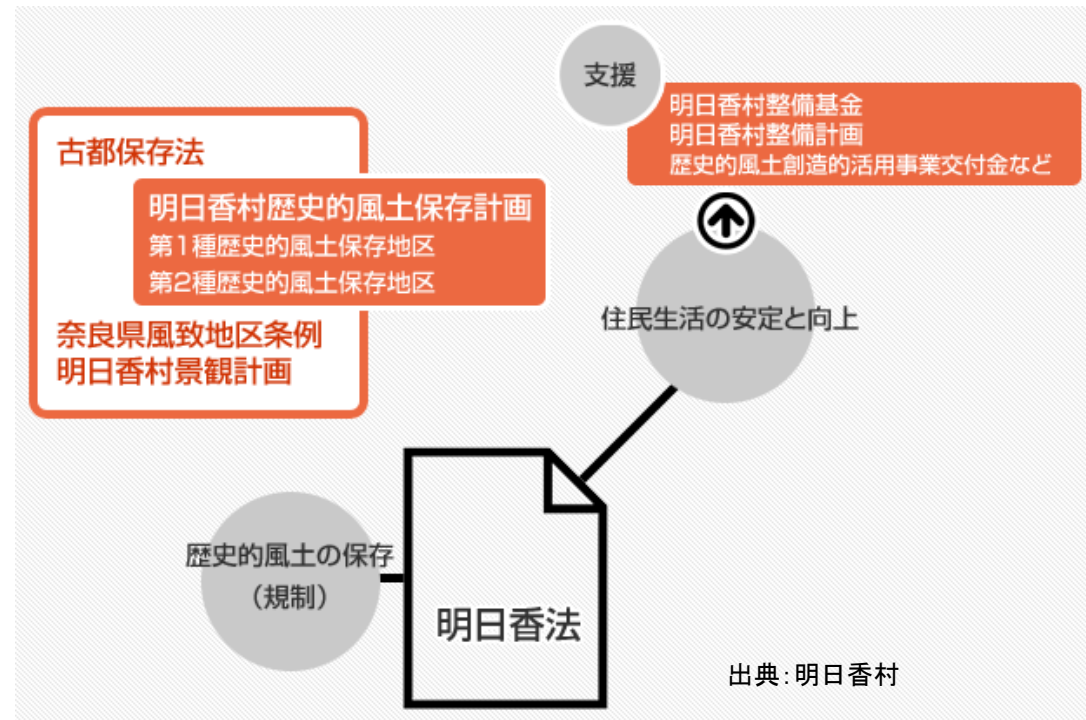 支援
明日香村整備基金
明日香村整備計画
歴史的風土創造的活用事業交付金など
古都保存法
明日香村歴史的風土保存計画
第1種歴史的風土保存地区
第2種歴史的風土保存地区
奈良県風致地区条例
明日香村景観計画
住民生活の安定と向上
歴史的風土の保存
（規制）
明日香法
出典：明日香村